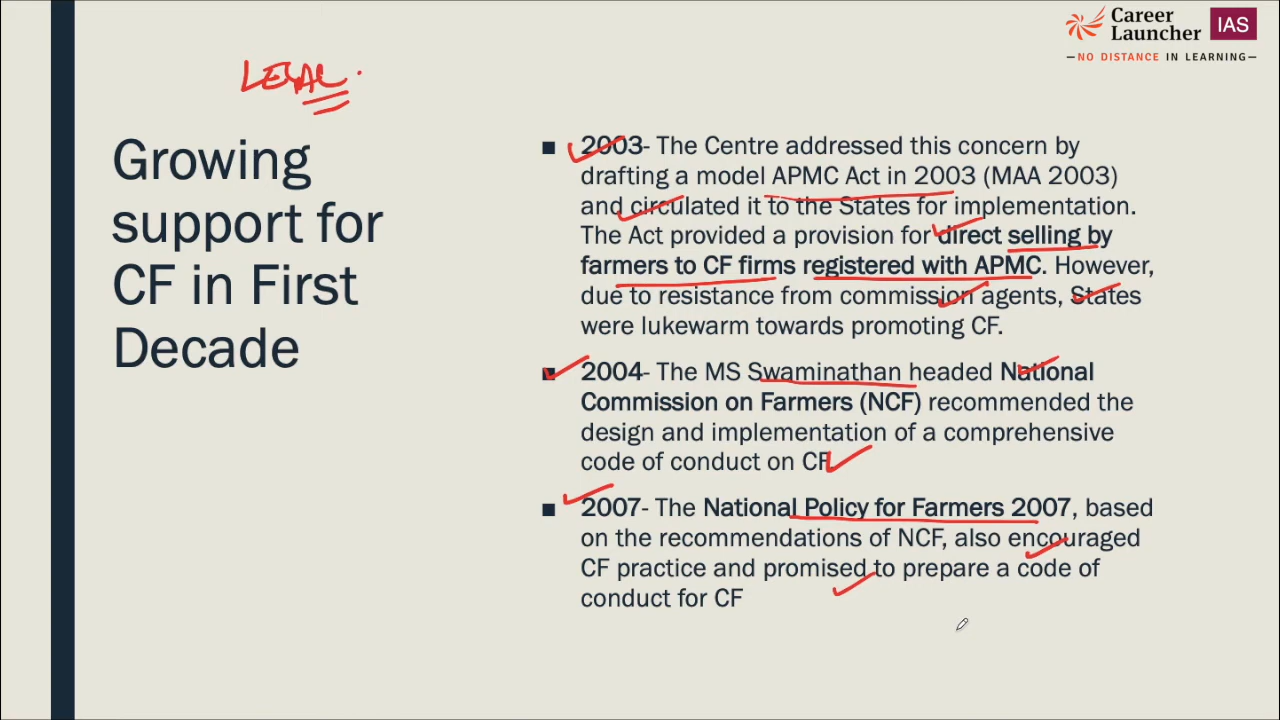 Career
Launcher
IAS
NO DISTANCE IN LEARNING
LEGAL.
Growing
support for
CF in First
Decade
■ 2003- The Centre addressed this concern by
drafting a model APMC Act in 2003 (MAA 2003)
and circulated it to the States for implementation.
The Act provided a provision for direct selling by
farmers to CF firms registered with APMC. However,
due to resistance from commission agents, States
were lukewarm towards promoting CF.
■ 2004- The MS Swaminathan headed National
Commission on Farmers (NCF) recommended the
design and implementation of a comprehensive
code of conduct on CF
■ 2007- The National Policy for Farmers 2007, based
on the recommendations of NCF, also encouraged
CF practice and promised to prepare a code of
conduct for CF